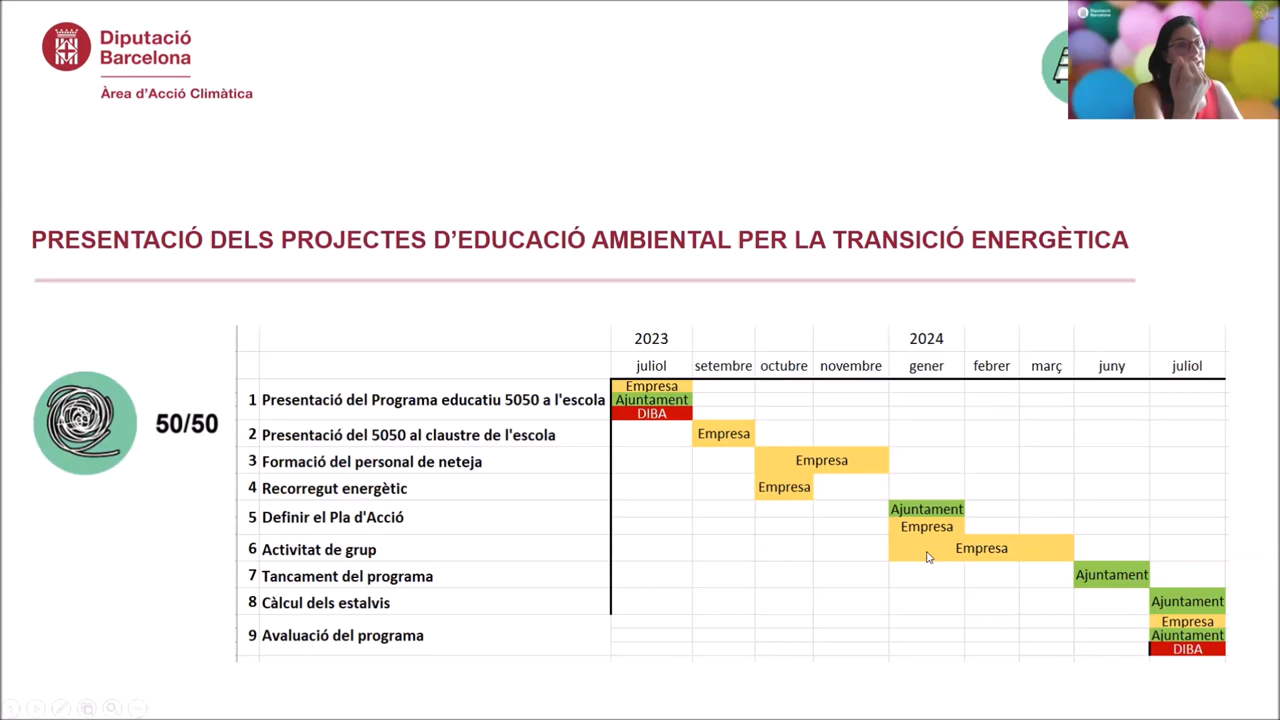 Diputació
Barcelona
Àrea d'Acció Climàtica
Diputació
Barcelona
PRESENTACIÓ DELS PROJECTES D'EDUCACIÓ AMBIENTAL PER LA TRANSICIÓ ENERGÈTICA
50/50
2023 2024
juliol setembre octubre novembre gener febrer març juny juliol
1 Presentació del Programa educatiu 5050 a l'escola Empresa
Ajuntament
DIBA
2 Presentació del 5050 al claustre de l'escola Empresa
3 Formació del personal de neteja Empresa
4 Recorregut energètic Empresa
5 Definir el Pla d'Acció Ajuntament
Empresa
6 Activitat de grup Empresa
7 Tancament del programa Ajuntament
8 Càlcul dels estalvis Ajuntament
9 Avaluació del programa Empresa
Ajuntament
DIBA